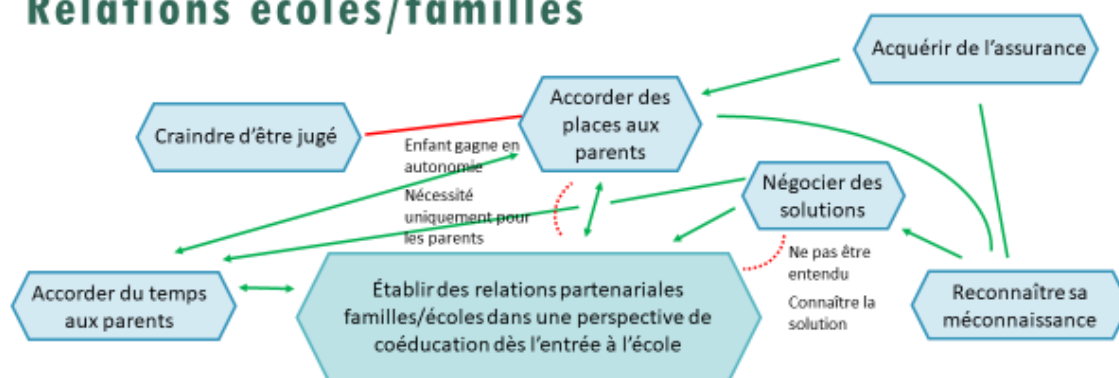 Relations écoles/familles
Acquérir de l'assurance
Accorder des
places aux
parents
Craindre d'être jugé
Enfant gagne en
autonomie
Négocier des
solutions
Nécessité
uniquement pour
les parents
Ne pas être
entendu
Connaître la
solution
Accorder du temps
aux parents
Établir des relations partenariales
familles/écoles dans une perspective de
coéducation dès l'entrée à l'école
Reconnaître sa
méconnaissance